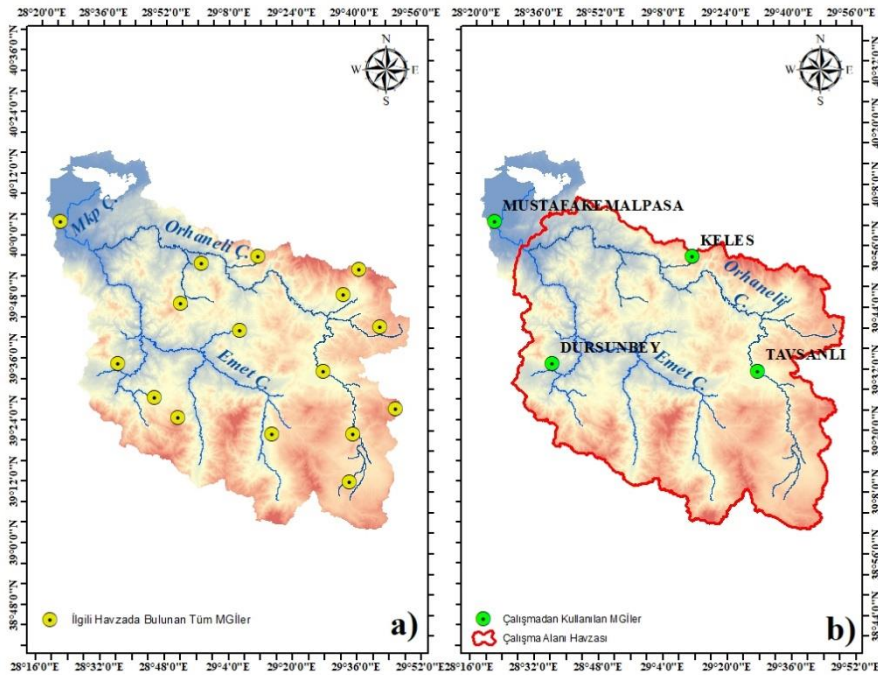 28°20'0"E 28°36'0"E 28°52'0"E 29°8'0"E 29°24'0"E 29°40'0"E 29°56'0"E
28°20'0"E 28°36'0"E 28°52'0"E 29°8'0"E 29°24'0"E 29°40'0"E 29°56'0"E
N
W E
S
N
W E
S
40°36'0"N
40°24'0"N
40°12'0"N
40°0'0"N
39°48'0"N
39°36'0"N
39°24'0"N
39°12'0"N
39°0'0"N
38°48'0"N
Mkp Ç.
Orhaneli Ç.
Emet Ç.
MUSTAFAKEMALPASA
KELES
Orhaneli
Ç.
DURSUNBEY
TAVSANLI
Emet Ç.
İlgili Havzada Bulunan Tüm MGİler
a)
Çalışmadan Kullanılan MGİler
Çalışma Alanı Havzası
b)
28°16'0"E 28°32'0"E 28°48'0"E 29°4'0"E 29°20'0"E 29°36'0"E 29°52'0"E
28°16'0"E 28°32'0"E 28°48'0"E 29°4'0"E 29°20'0"E 29°36'0"E 29°52'0"E